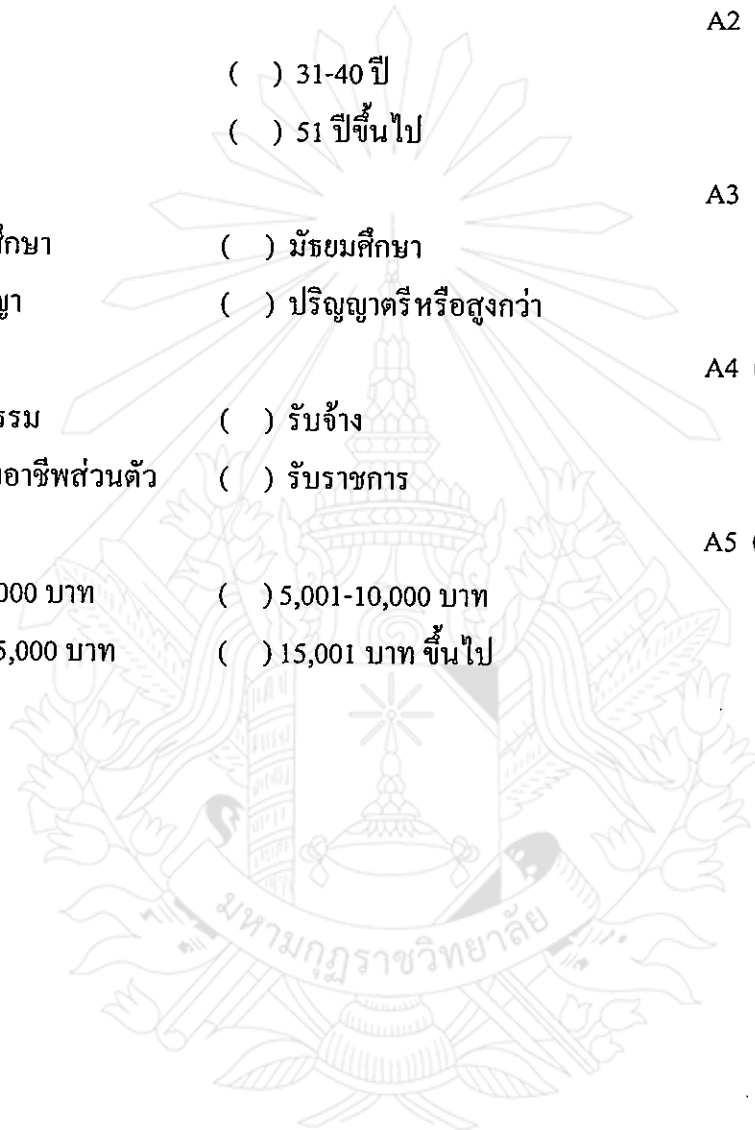 A2
( ) 31-40 ปี
( ) 51 ปีขึ้นไป
A3
ศึกษา ( ) มัธยมศึกษา
( ) ปริญญาตรีหรือสูงกว่า
A4
( ) รับจ้าง
อาชีพส่วนตัว ( ) รับราชการ
A5
000 บาท ( ) 5,001-10,000 บาท
5,000 บาท ( ) 15,001 บาท ขึ้นไป
มหามกุฏราชวิทยาลัย